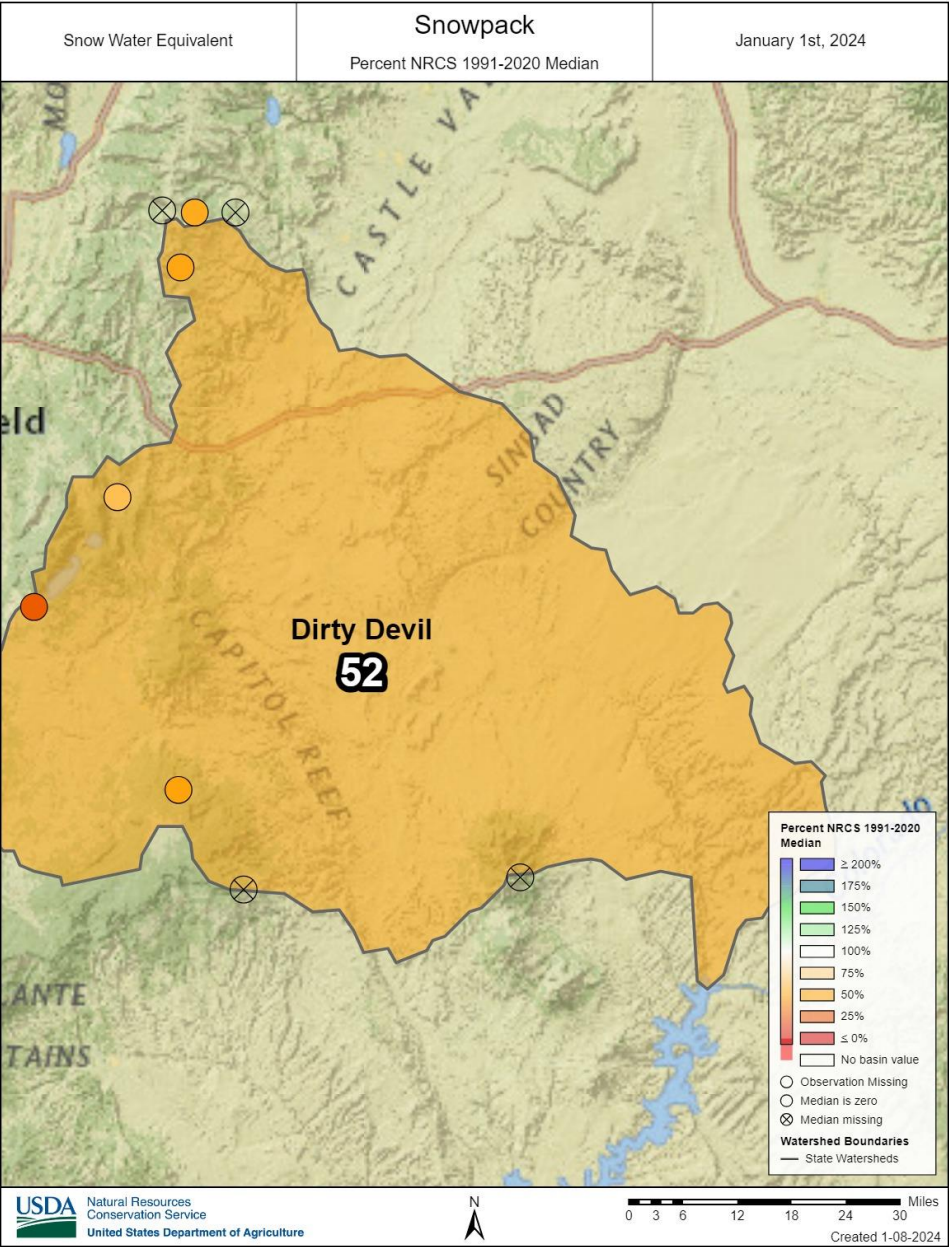 Snow Water Equivalent
Snowpack
Percent NRCS 1991-2020 Median
January 1st, 2024
MO
CASTLE VA
eld
SINBAD
COUNTRY
Dirty Devil
52
CAPITOL REEF
ANTE
TAINS
Percent NRCS 1991-2020
Median
≥ 200%
175%
150%
125%
100%
75%
50%
25%
≤ 0%
No basin value
Observation Missing
Median is zero
Median missing
Watershed Boundaries
State Watersheds
USDA
Natural Resources
Conservation Service
United States Department of Agriculture
N
Miles
0 3 6 12 18 24 30
Created 1-08-2024